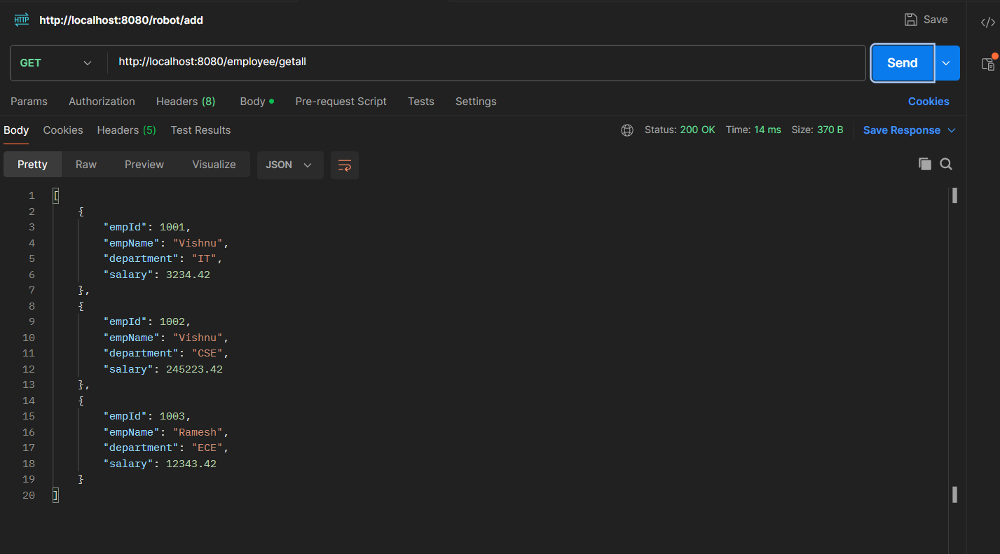 HTTP http://localhost:8080/robot/add Save
GET http://localhost:8080/employee/getall Send
Params Authorization Headers (8) Body Pre-request Script Tests Settings Cookies
Body Cookies Headers (5) Test Results Status: 200 OK Time: 14 ms Size: 370 B Save Response
Pretty Raw Preview Visualize JSON
1 [
2 {
3 "empId": 1001,
4 "empName": "Vishnu",
5 "department": "IT",
6 "salary": 3234.42
7 },
8 {
9 "empId": 1002,
10 "empName": "Vishnu",
11 "department": "CSE",
12 "salary": 245223.42
13 },
14 {
15 "empId": 1003,
16 "empName": "Ramesh",
17 "department": "ECE",
18 "salary": 12343.42
19 }
20 ]